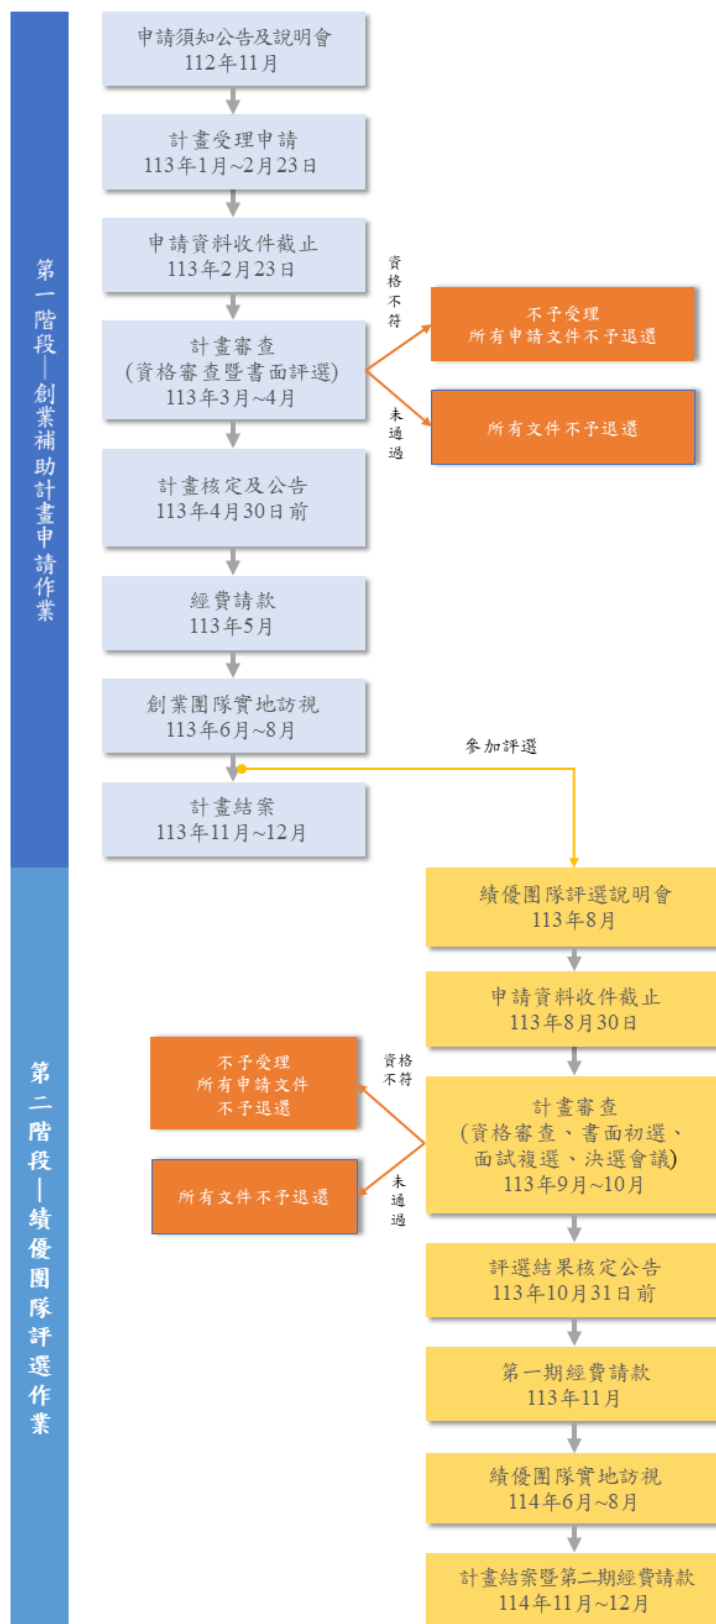 第一階段—創業補助計畫申請作業
申請須知公告及說明會
112年11月
計畫受理申請
113年1月~2月23日
申請資料收件截止
113年2月23日
計畫審查
(資格審查暨書面評選)
113年3月~4月
資格不符
不予受理
所有申請文件不予退還
未通過
所有文件不予退還
計畫核定及公告
113年4月30日前
經費請款
113年5月
創業團隊實地訪視
113年6月~8月
參加評選
計畫結案
113年11月~12月
第二階段—績優團隊評選作業
績優團隊評選說明會
113年8月
申請資料收件截止
113年8月30日
計畫審查
(資格審查、書面初選、
面試複選、決選會議)
113年9月~10月
資格
不符
不予受理
所有申請文件
不予退還
未通過
所有文件不予退還
評選結果核定公告
113年10月31日前
第一期經費請款
113年11月
績優團隊實地訪視
114年6月~8月
計畫結案暨第二期經費請款
114年11月~12月